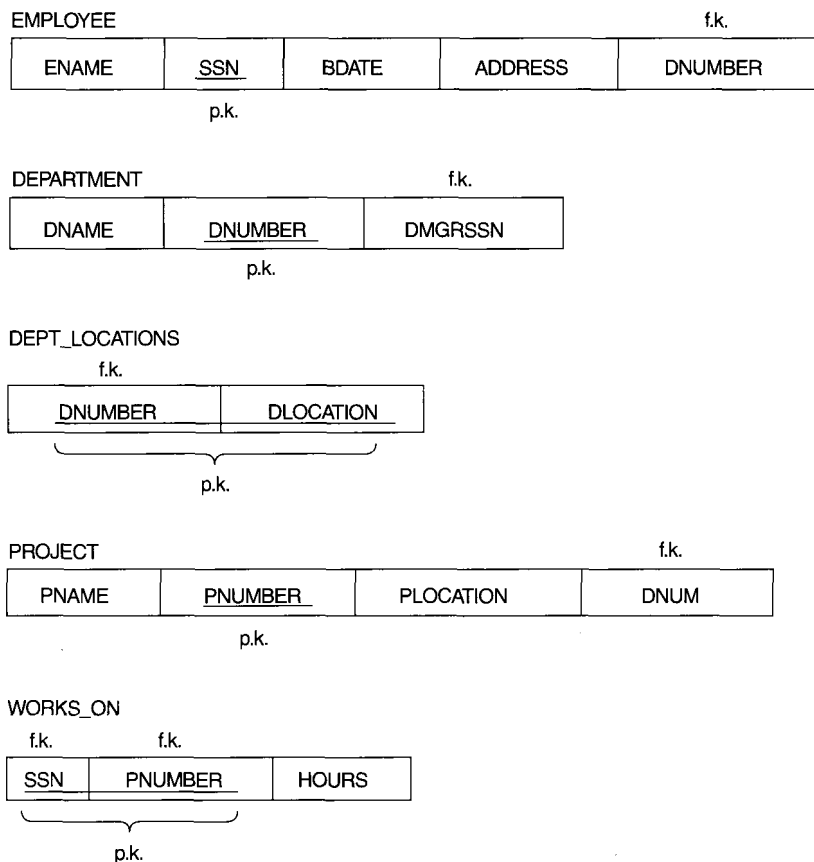 EMPLOYEE f.k.
ENAME SSN BDATE ADDRESS DNUMBER
p.k.
DEPARTMENT f.k.
DNAME DNUMBER DMGRSSN
p.k.
DEPT_LOCATIONS
f.k.
DNUMBER DLOCATION
p.k.
PROJECT f.k.
PNAME PNUMBER PLOCATION DNUM
p.k.
WORKS_ON
f.k. f.k.
SSN PNUMBER HOURS
p.k.